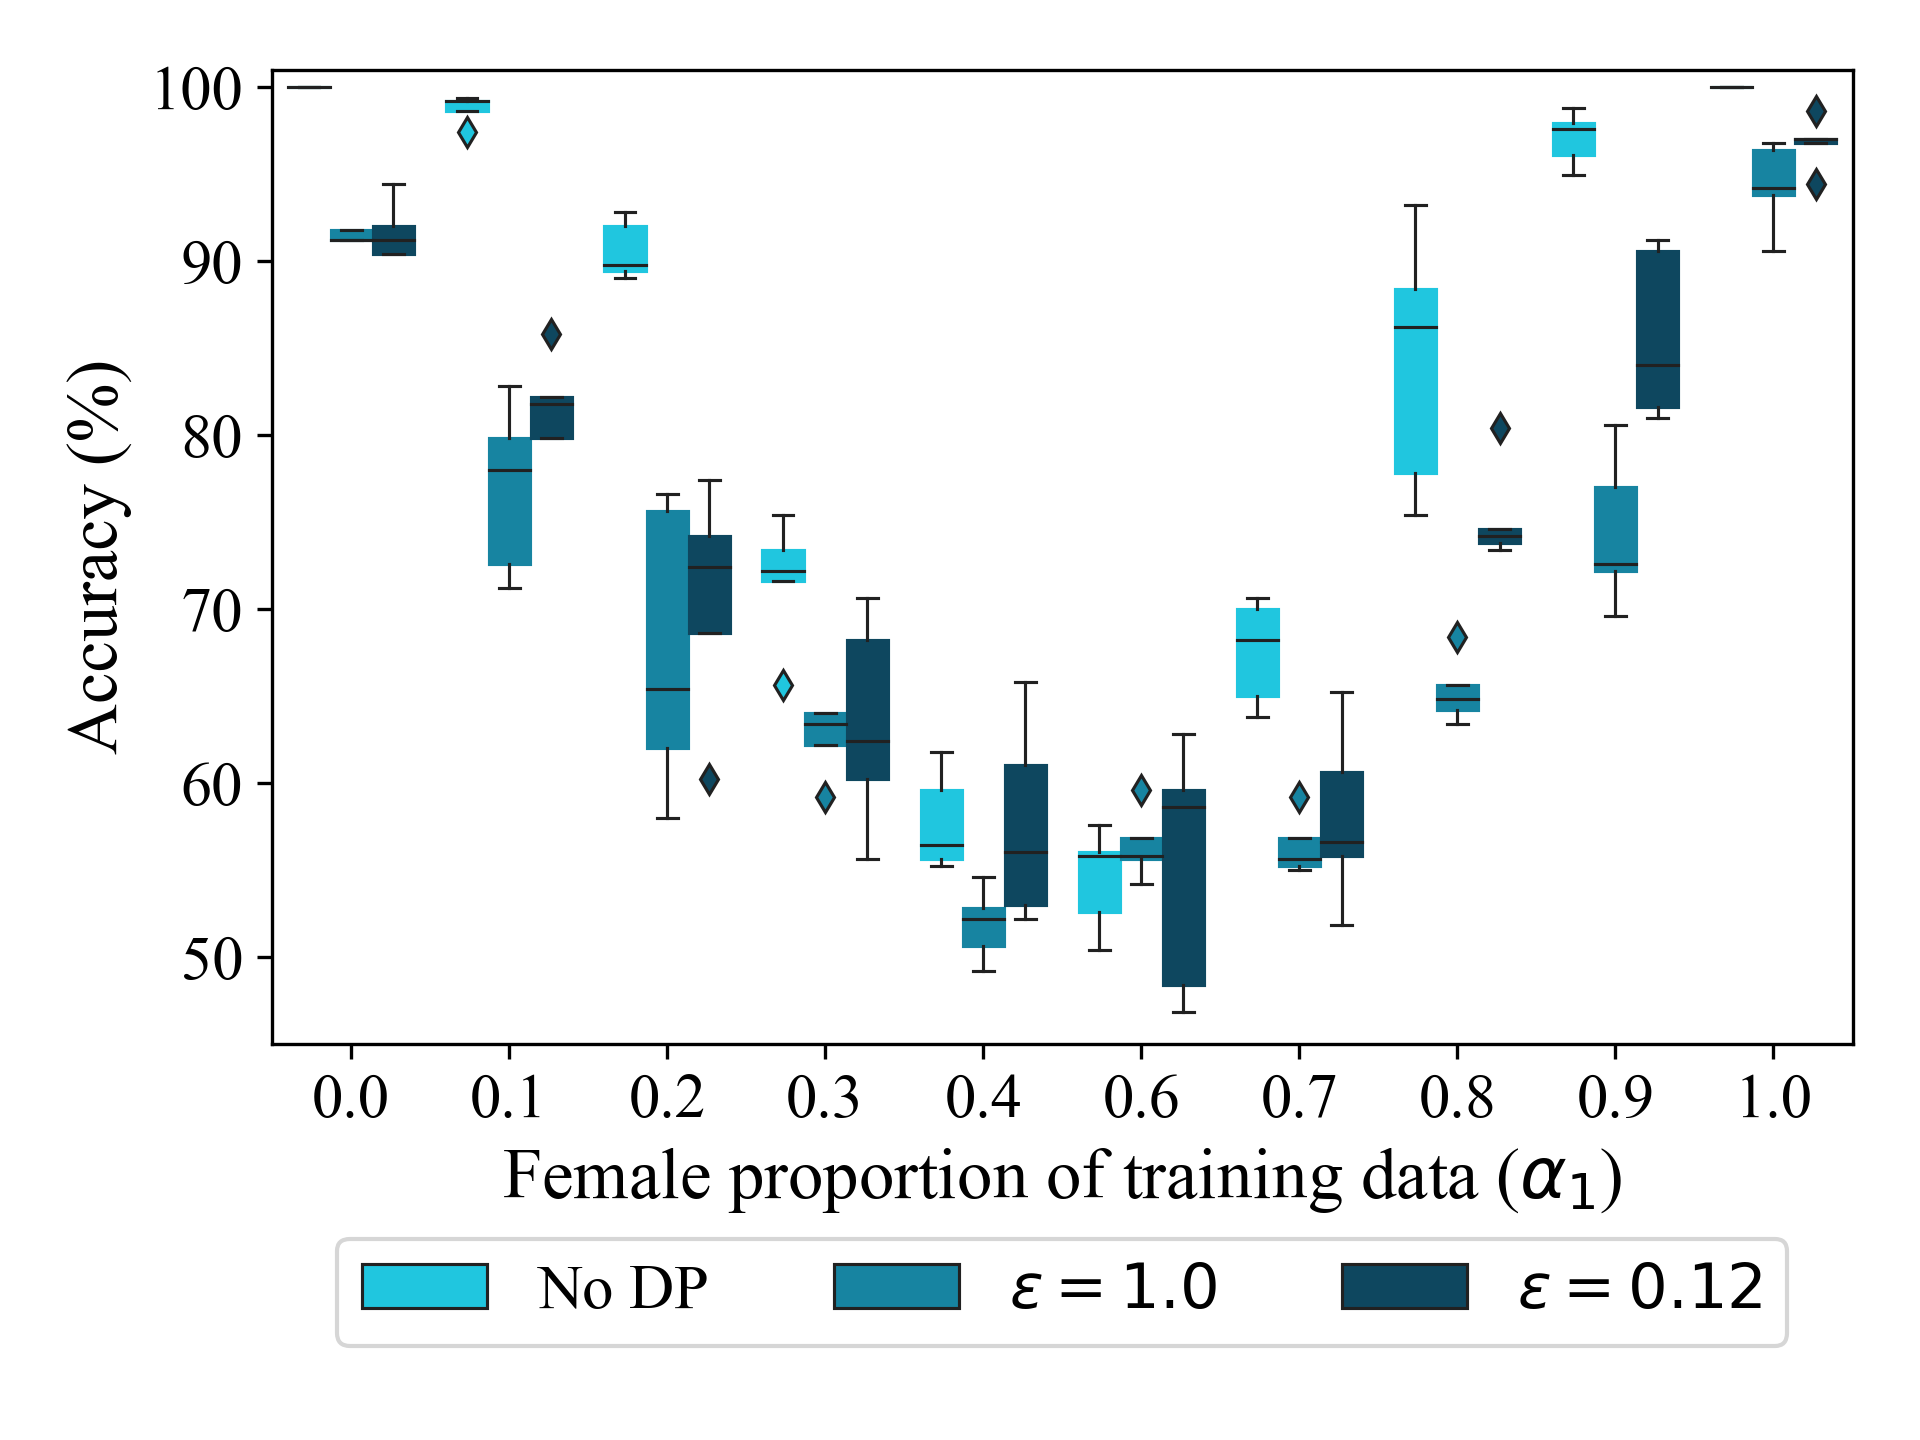 Accuracy (%)
100
90
80
70
60
50
0.0 0.1 0.2 0.3 0.4 0.6 0.7 0.8 0.9 1.0
Female proportion of training data (α₁)
No DP ε = 1.0 ε = 0.12